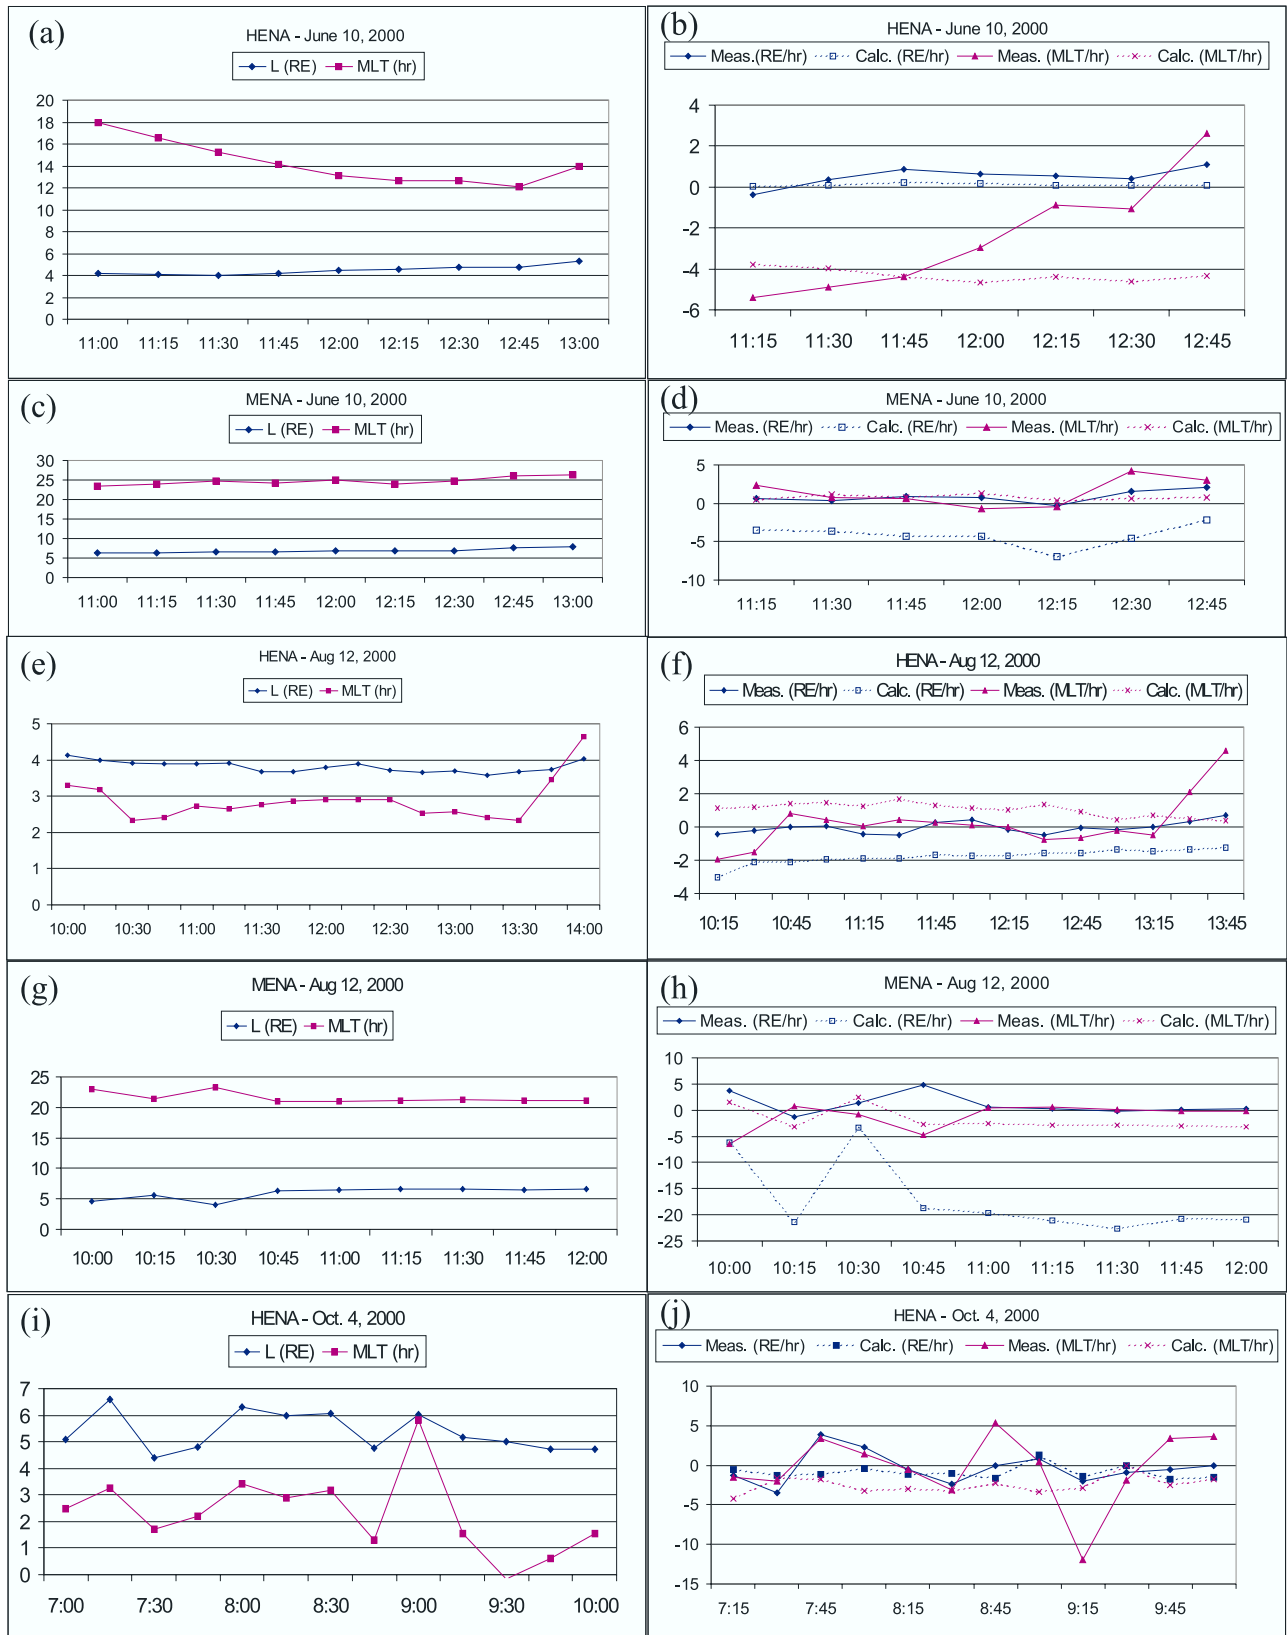 (a)
HENA - June 10, 2000
L (RE) MLT (hr)
20
18
16
14
12
10
8
6
4
2
0
11:00 11:15 11:30 11:45 12:00 12:15 12:30 12:45 13:00
(b)
HENA - June 10, 2000
Meas.(RE/hr) Calc. (RE/hr) Meas. (MLT/hr) Calc. (MLT/hr)
4
2
0
-2
-4
-6
11:15 11:30 11:45 12:00 12:15 12:30 12:45
(c)
MENA - June 10, 2000
L (RE) MLT (hr)
30
25
20
15
10
5
0
11:00 11:15 11:30 11:45 12:00 12:15 12:30 12:45 13:00
(d)
MENA - June 10, 2000
Meas. (RE/hr) Calc. (RE/hr) Meas. (MLT/hr) Calc. (MLT/hr)
5
0
-5
-10
11:15 11:30 11:45 12:00 12:15 12:30 12:45
(e)
HENA - Aug 12, 2000
L (RE) MLT (hr)
5
4
3
2
1
0
10:00 10:30 11:00 11:30 12:00 12:30 13:00 13:30 14:00
(f)
HENA - Aug 12, 2000
Meas. (RE/hr) Calc. (RE/hr) Meas. (MLT/hr) Calc. (MLT/hr)
6
4
2
0
-2
-4
10:15 10:45 11:15 11:45 12:15 12:45 13:15 13:45
(g)
MENA - Aug 12, 2000
L (RE) MLT (hr)
25
20
15
10
5
0
10:00 10:15 10:30 10:45 11:00 11:15 11:30 11:45 12:00
(h)
MENA - Aug 12, 2000
Meas. (RE/hr) Calc. (RE/hr) Meas. (MLT/hr) Calc. (MLT/hr)
10
5
0
-5
-10
-15
-20
-25
10:00 10:15 10:30 10:45 11:00 11:15 11:30 11:45 12:00
(i)
HENA - Oct. 4, 2000
L (RE) MLT (hr)
7
6
5
4
3
2
1
0
7:00 7:30 8:00 8:30 9:00 9:30 10:00
(j)
HENA - Oct. 4, 2000
Meas. (RE/hr) Calc. (RE/hr) Meas. (MLT/hr) Calc. (MLT/hr)
10
5
0
-5
-10
-15
7:15 7:45 8:15 8:45 9:15 9:45